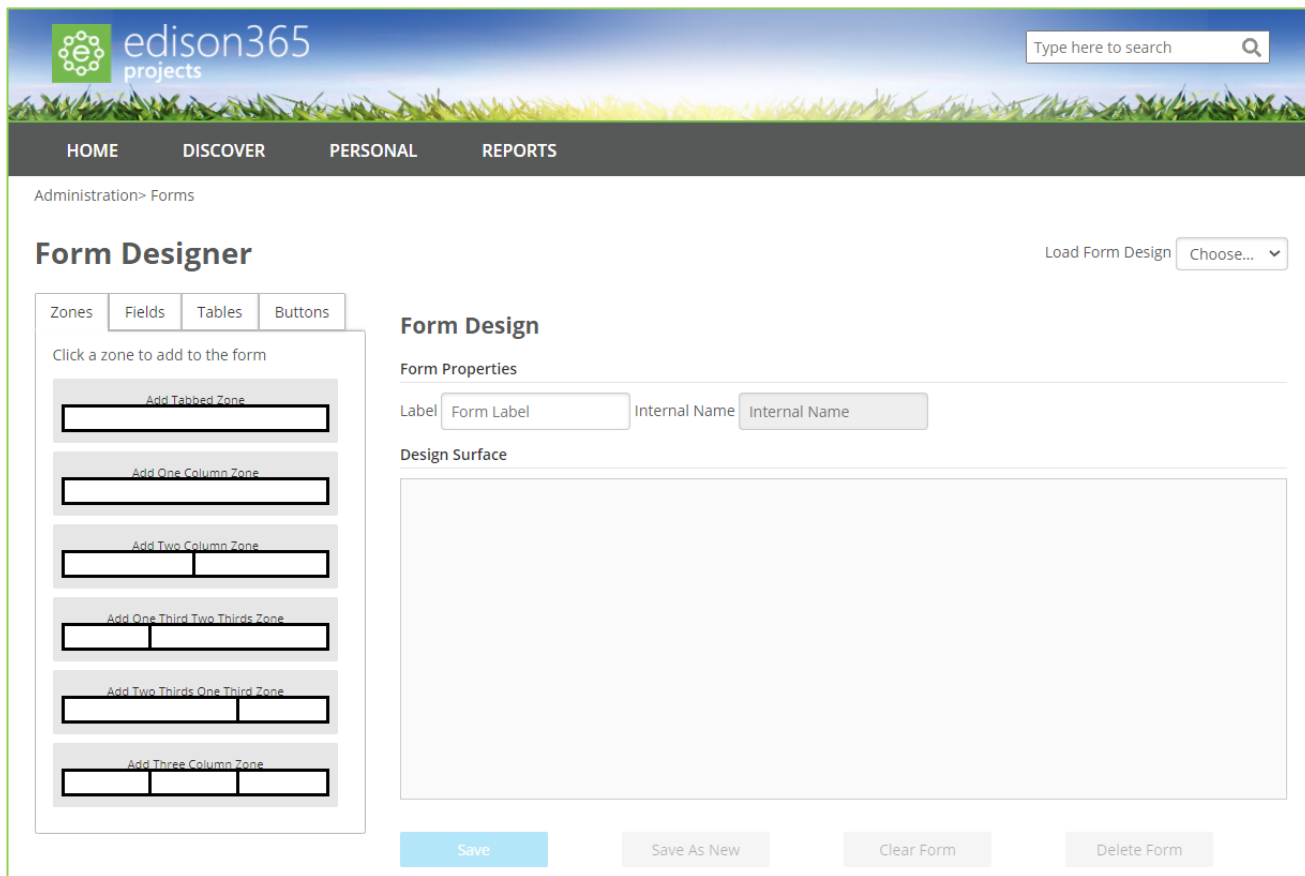 edison365
projects
Type here to search
HOME DISCOVER PERSONAL REPORTS
Administration> Forms
Form Designer
Load Form Design Choose...
Zones Fields Tables Buttons
Click a zone to add to the form
Add Tabbed Zone
Add One Column Zone
Add Two Column Zone
Add One Third Two Thirds Zone
Add Two Thirds One Third Zone
Add Three Column Zone
Form Design
Form Properties
Label Form Label Internal Name Internal Name
Design Surface
Save Save As New Clear Form Delete Form